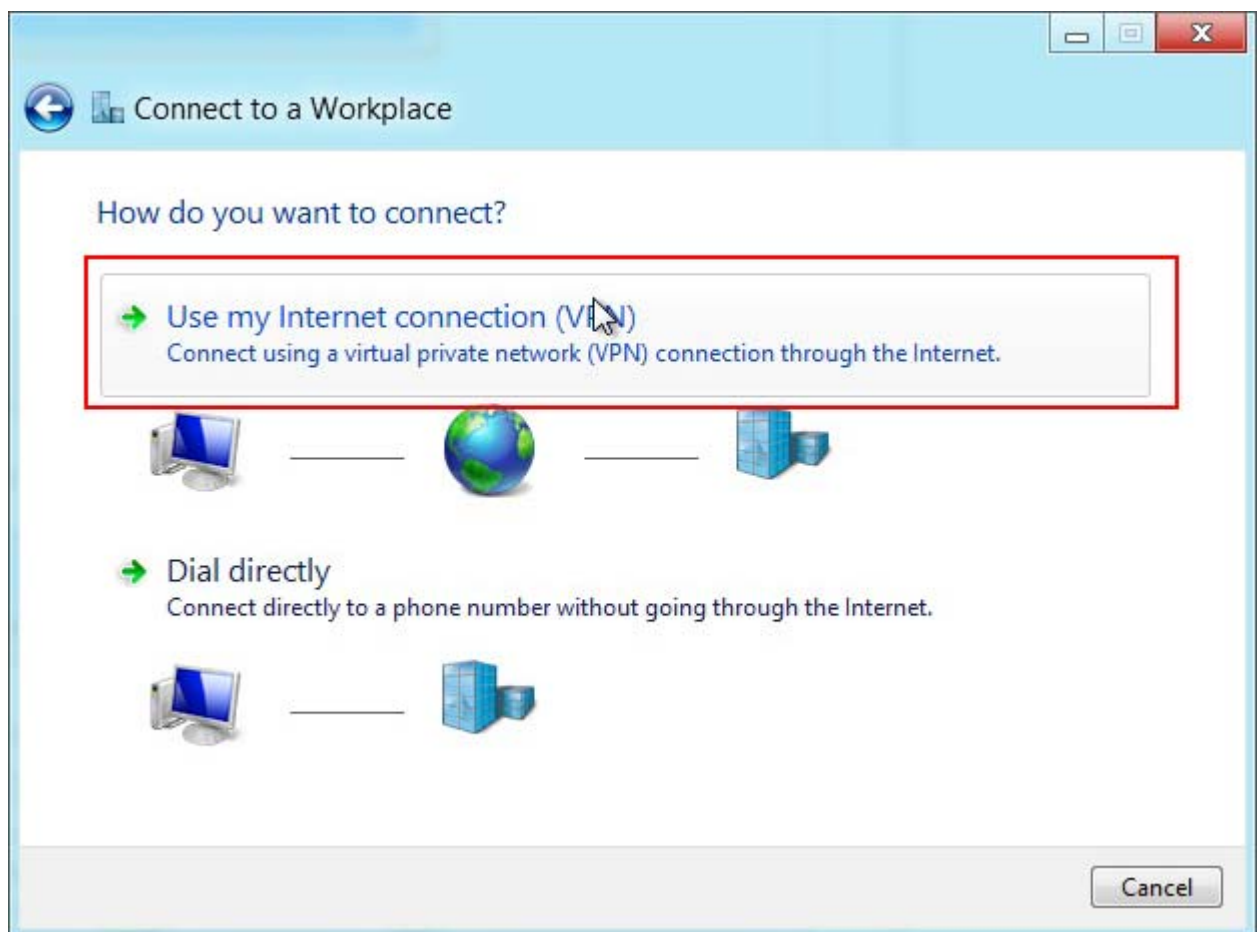 Connect to a Workplace
How do you want to connect?
Use my Internet connection (VPN)
Connect using a virtual private network (VPN) connection through the Internet.
Dial directly
Connect directly to a phone number without going through the Internet.
Cancel